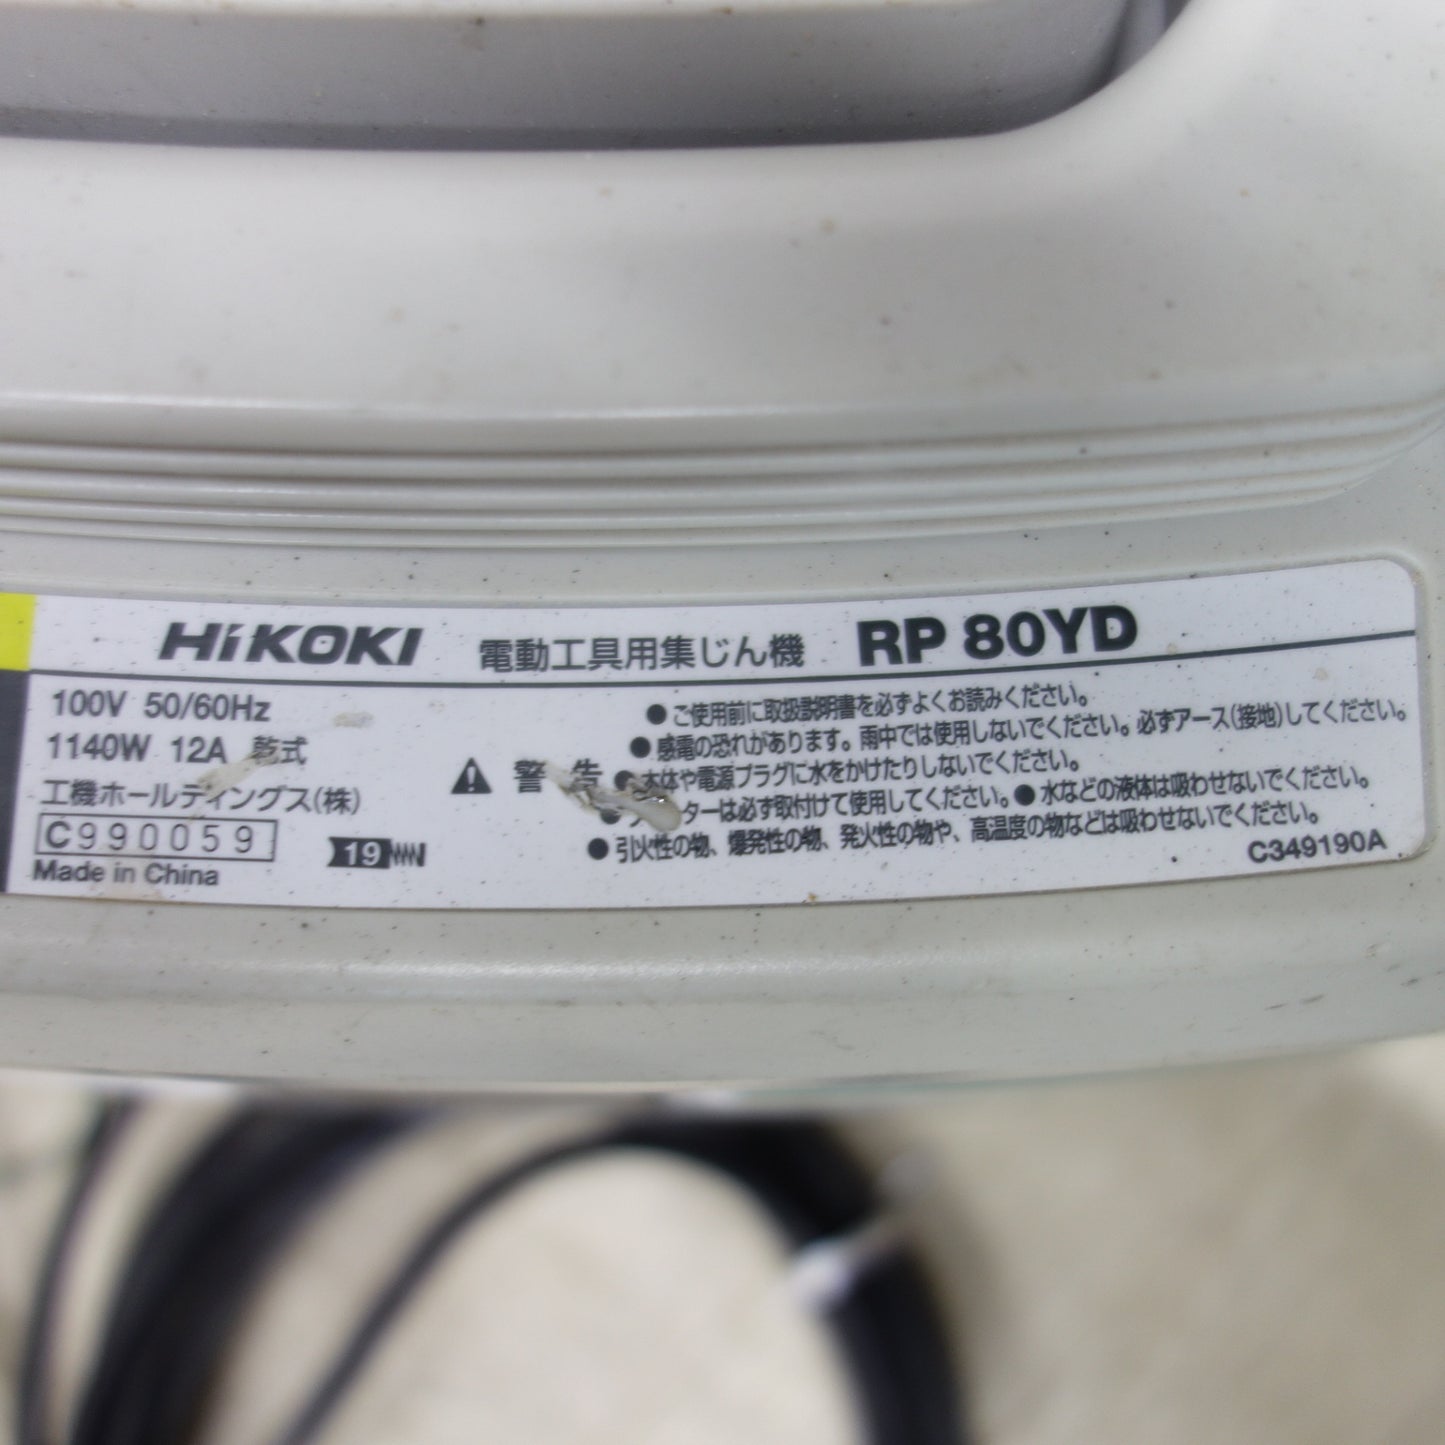 HiKOKI 電動工具用集じん機 RP 80YD
100V 50/60Hz
1140W 12A 乾式
工機ホールディングス(株)
C990059
Made in China
19
警告
●ご使用前に取扱説明書を必ずよくお読みください。
●感電の恐れがあります。雨中では使用しないでください。必ずアース(接地)してください。
●本体や電源プラグに水をかけたりしないでください。
ターは必ず取付けて使用してください。●水などの液体は吸わせないでください。
●引火性の物、爆発性の物、発火性の物や、高温度の物などは吸わせないでください。
C349190A